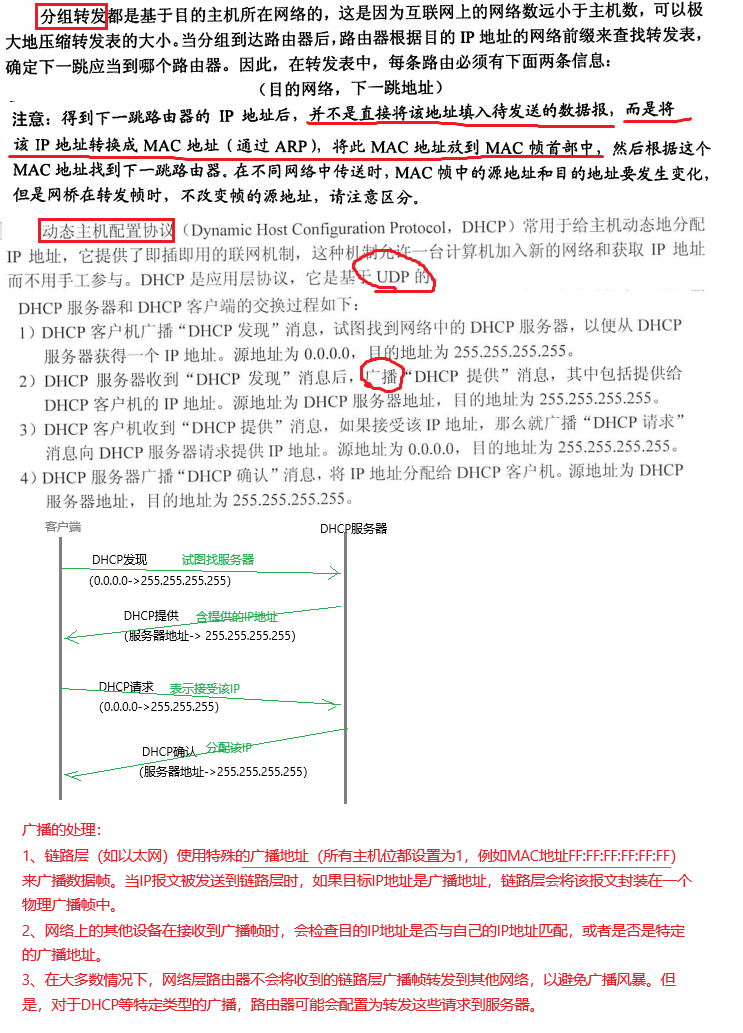 分组转发都是基于目的主机所在网络的，这是因为互联网上的网络数远小于主机数，可以极
大地压缩转发表的大小。当分组到达路由器后，路由器根据目的 IP 地址的网络前缀来查找转发表，
确定下一跳应当到哪个路由器。因此，在转发表中，每条路由必须有下面两条信息：
（目的网络，下一跳地址）
注意：得到下一跳路由器的 IP 地址后，并不是直接将该地址填入待发送的数据报，而是将
该 IP 地址转换成 MAC 地址（通过 ARP），将此 MAC 地址放到 MAC 帧首部中，然后根据这个
MAC 地址找到下一跳路由器。在不同网络中传送时，MAC 帧中的源地址和目的地址要发生变化，
但是网桥在转发帧时，不改变帧的源地址，请注意区分。
动态主机配置协议（Dynamic Host Configuration Protocol，DHCP）常用于给主机动态地分配
IP 地址，它提供了即插即用的联网机制，这种机制允许一台计算机加入新的网络和获取 IP 地址
而不用手工参与。DHCP 是应用层协议，它是基于 UDP 的
DHCP 服务器和 DHCP 客户端的交换过程如下：
1）DHCP 客户机广播“DHCP 发现”消息，试图找到网络中的 DHCP 服务器，以便从 DHCP
服务器获得一个 IP 地址。源地址为 0.0.0.0，目的地址为 255.255.255.255。
2）DHCP 服务器收到“DHCP 发现”消息后，广播“DHCP 提供”消息，其中包括提供给
DHCP 客户机的 IP 地址。源地址为 DHCP 服务器地址，目的地址为 255.255.255.255。
3）DHCP 客户机收到“DHCP 提供”消息，如果接受该 IP 地址，那么就广播“DHCP 请求”
消息向 DHCP 服务器请求提供 IP 地址。源地址为 0.0.0.0，目的地址为 255.255.255.255。
4）DHCP 服务器广播“DHCP 确认”消息，将 IP 地址分配给 DHCP 客户机。源地址为 DHCP
服务器地址，目的地址为 255.255.255.255。
客户端
DHCP服务器
DHCP发现 试图找服务器
(0.0.0.0->255.255.255.255)
DHCP提供 含提供的IP地址
(服务器地址-> 255.255.255.255)
DHCP请求 表示接受该IP
(0.0.0.0->255.255.255)
DHCP确认 分配该IP
(服务器地址->255.255.255.255)
广播的处理：
1、链路层（如以太网）使用特殊的广播地址（所有主机位都设置为1，例如MAC地址FF:FF:FF:FF:FF:FF）
来广播数据帧。当IP报文被发送到链路层时，如果目标IP地址是广播地址，链路层会将该报文封装在一个
物理广播帧中。
2、网络上的其他设备在接收到广播帧时，会检查目的IP地址是否与自己的IP地址匹配，或者是否是特定
的广播地址。
3、在大多数情况下，网络层路由器不会将收到的链路层广播帧转发到其他网络，以避免广播风暴。但
是，对于DHCP等特定类型的广播，路由器可能会配置为转发这些请求到服务器。